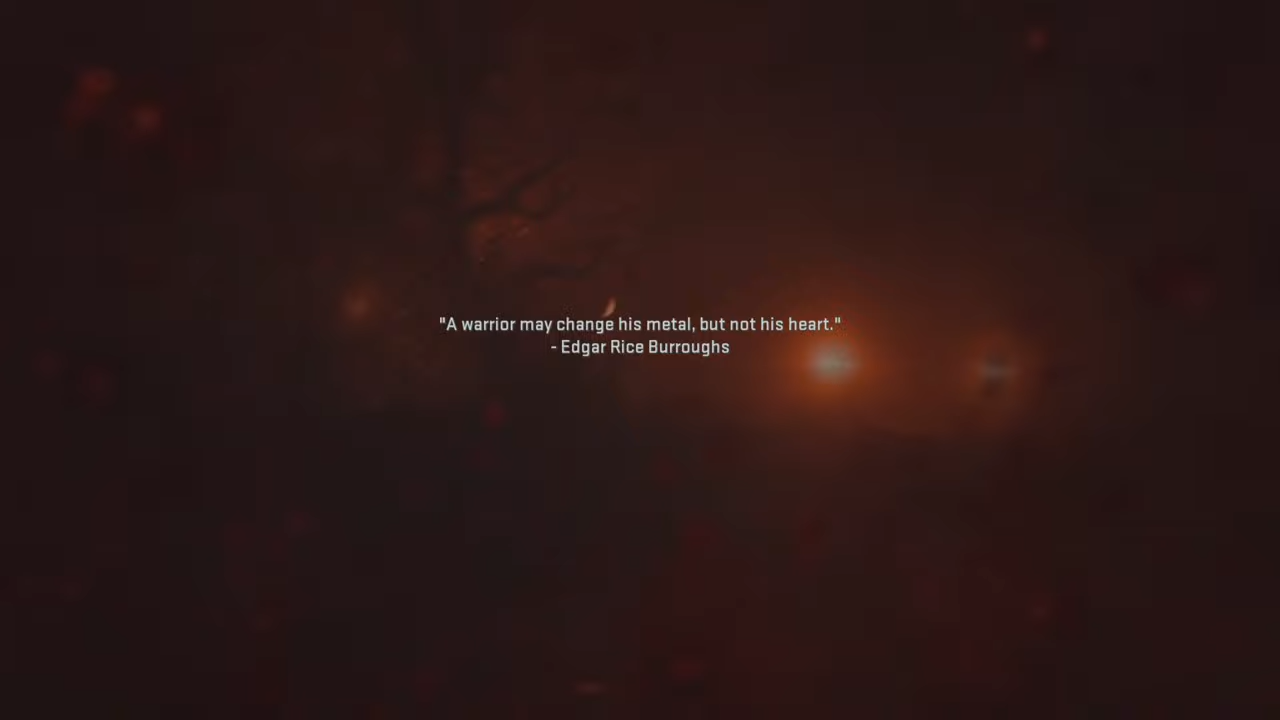 "A warrior may change his metal, but not his heart."
- Edgar Rice Burroughs